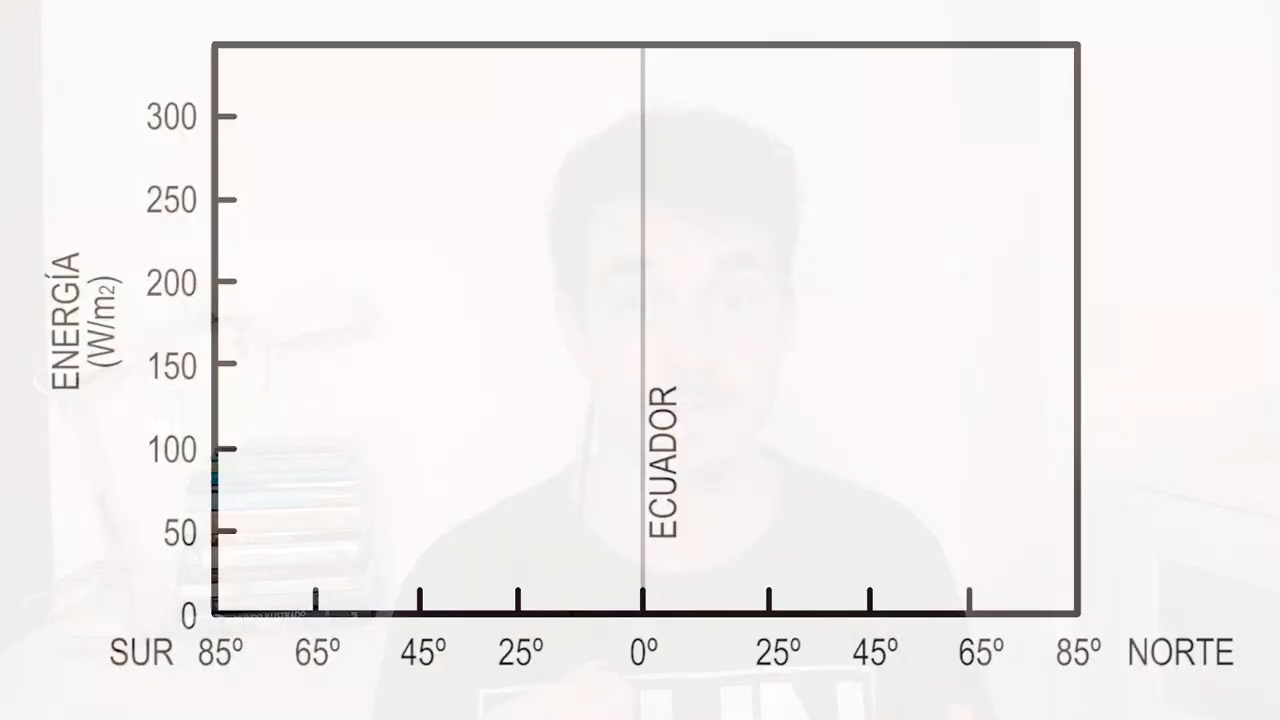 300
250
200
150
100
50
0
ENERGÍA
(W/m2)
ECUADOR
SUR 85º 65º 45º 25º 0º 25º 45º 65º 85º NORTE